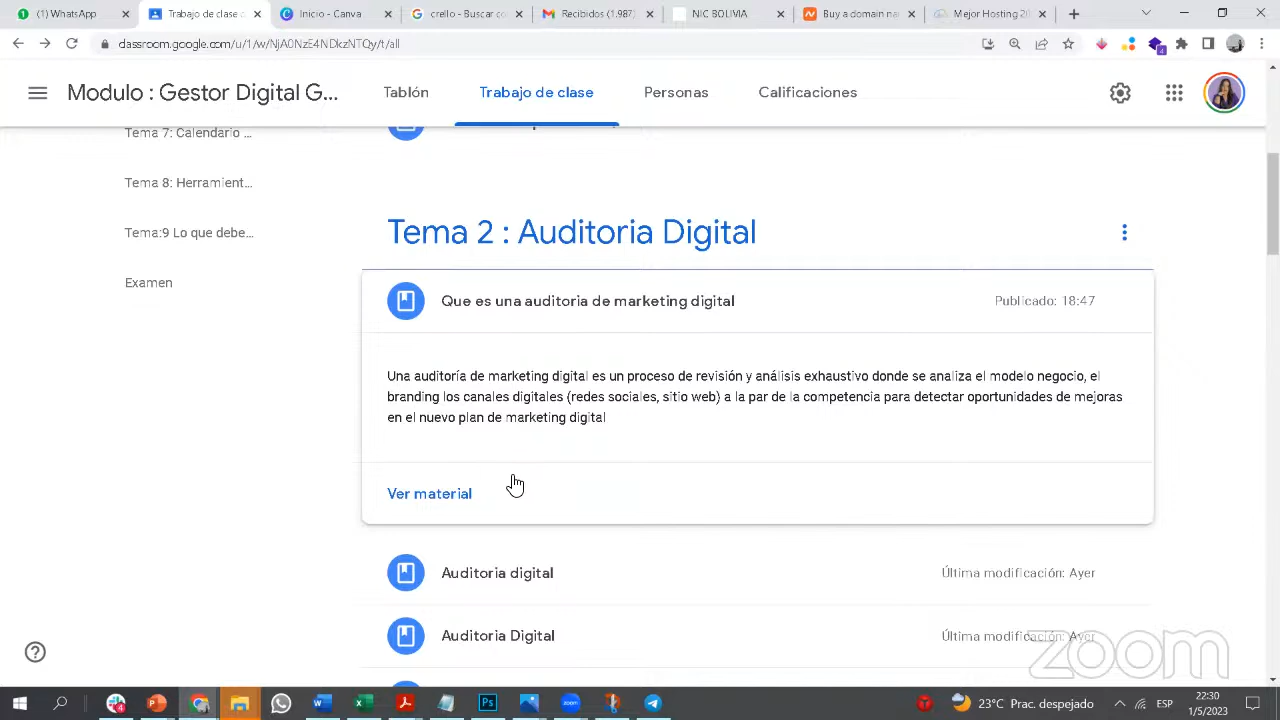 (1) WhatsApp
Trabajo de clase
Inicio - Canva
crello - Buscar co
Recibidos (1.987)
NIC BOLIVIA
Buy a domain nam
Mejor Hosting 20
classroom.google.com/u/1/w/NjA0NzE4NDkzNTQy/t/all
Modulo : Gestor Digital G...
Tablón
Trabajo de clase
Personas
Calificaciones
Tema 7: Calendario ...
Tema 8: Herramient...
Tema:9 Lo que debe...
Examen
Tema 2 : Auditoria Digital
Que es una auditoria de marketing digital
Publicado: 18:47
Una auditoría de marketing digital es un proceso de revisión y análisis exhaustivo donde se analiza el modelo negocio, el
branding los canales digitales (redes sociales, sitio web) a la par de la competencia para detectar oportunidades de mejoras
en el nuevo plan de marketing digital
Ver material
Auditoria digital
Última modificación: Ayer
Auditoria Digital
Última modificación: Ayer
zoom
23°C Prac. despejado
ESP
22:30
1/5/2023